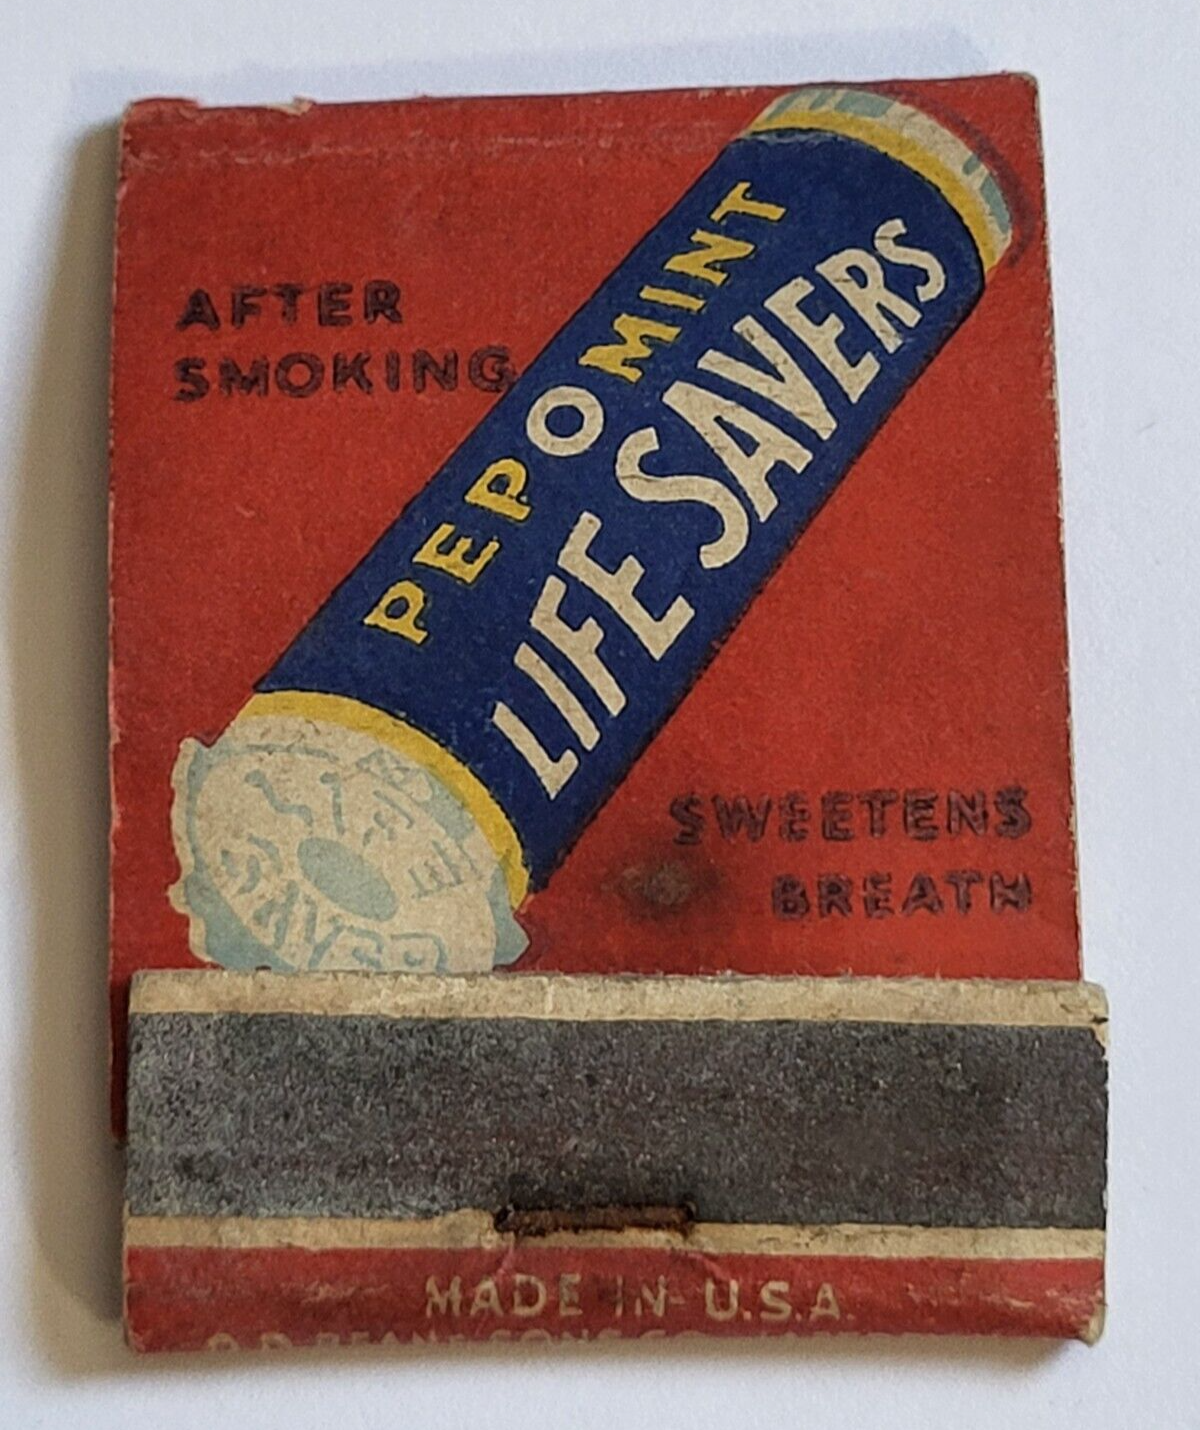 AFTER
SMOKING
PEPOMINT
LIFE SAVERS
SWEETENS
BREATH
MADE IN U.S.A.